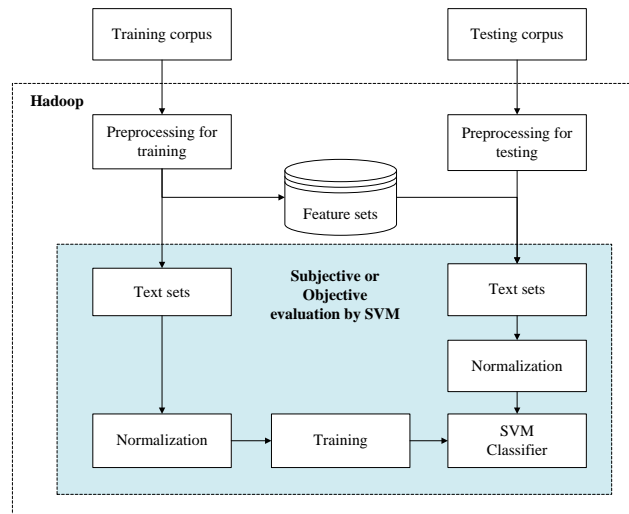 Training corpus
Testing corpus
Hadoop
Preprocessing for
training
Preprocessing for
testing
Feature sets
Subjective or
Objective
evaluation by SVM
Text sets
Text sets
Normalization
Normalization
Training
SVM
Classifier